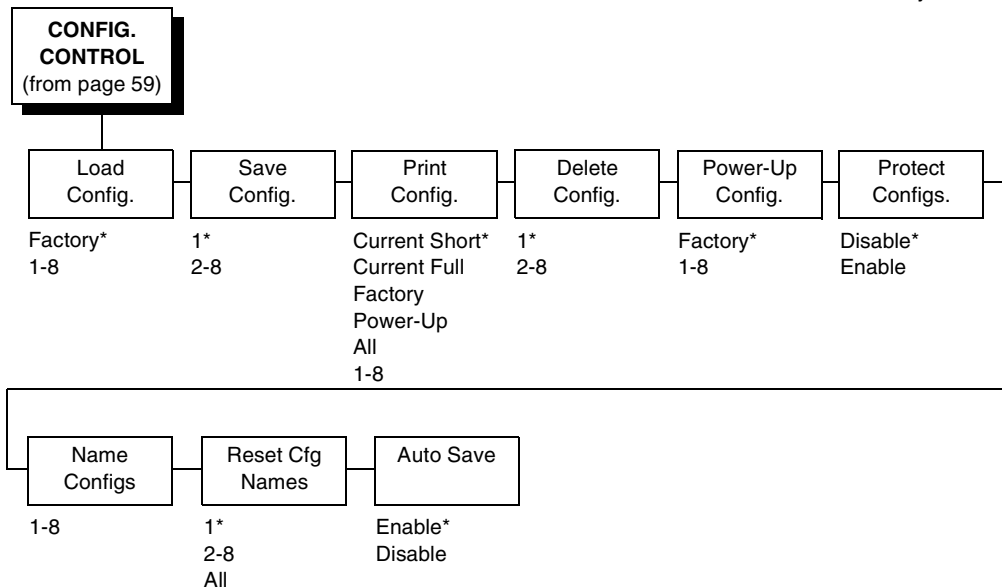 CONFIG.
CONTROL
(from page 59)
Load
Config.
Save
Config.
Print
Config.
Delete
Config.
Power-Up
Config.
Protect
Configs.
Factory*
1-8
1*
2-8
Current Short*
Current Full
Factory
Power-Up
All
1-8
1*
2-8
Factory*
1-8
Disable*
Enable
Name
Configs
Reset Cfg
Names
Auto Save
1-8
1*
2-8
All
Enable*
Disable